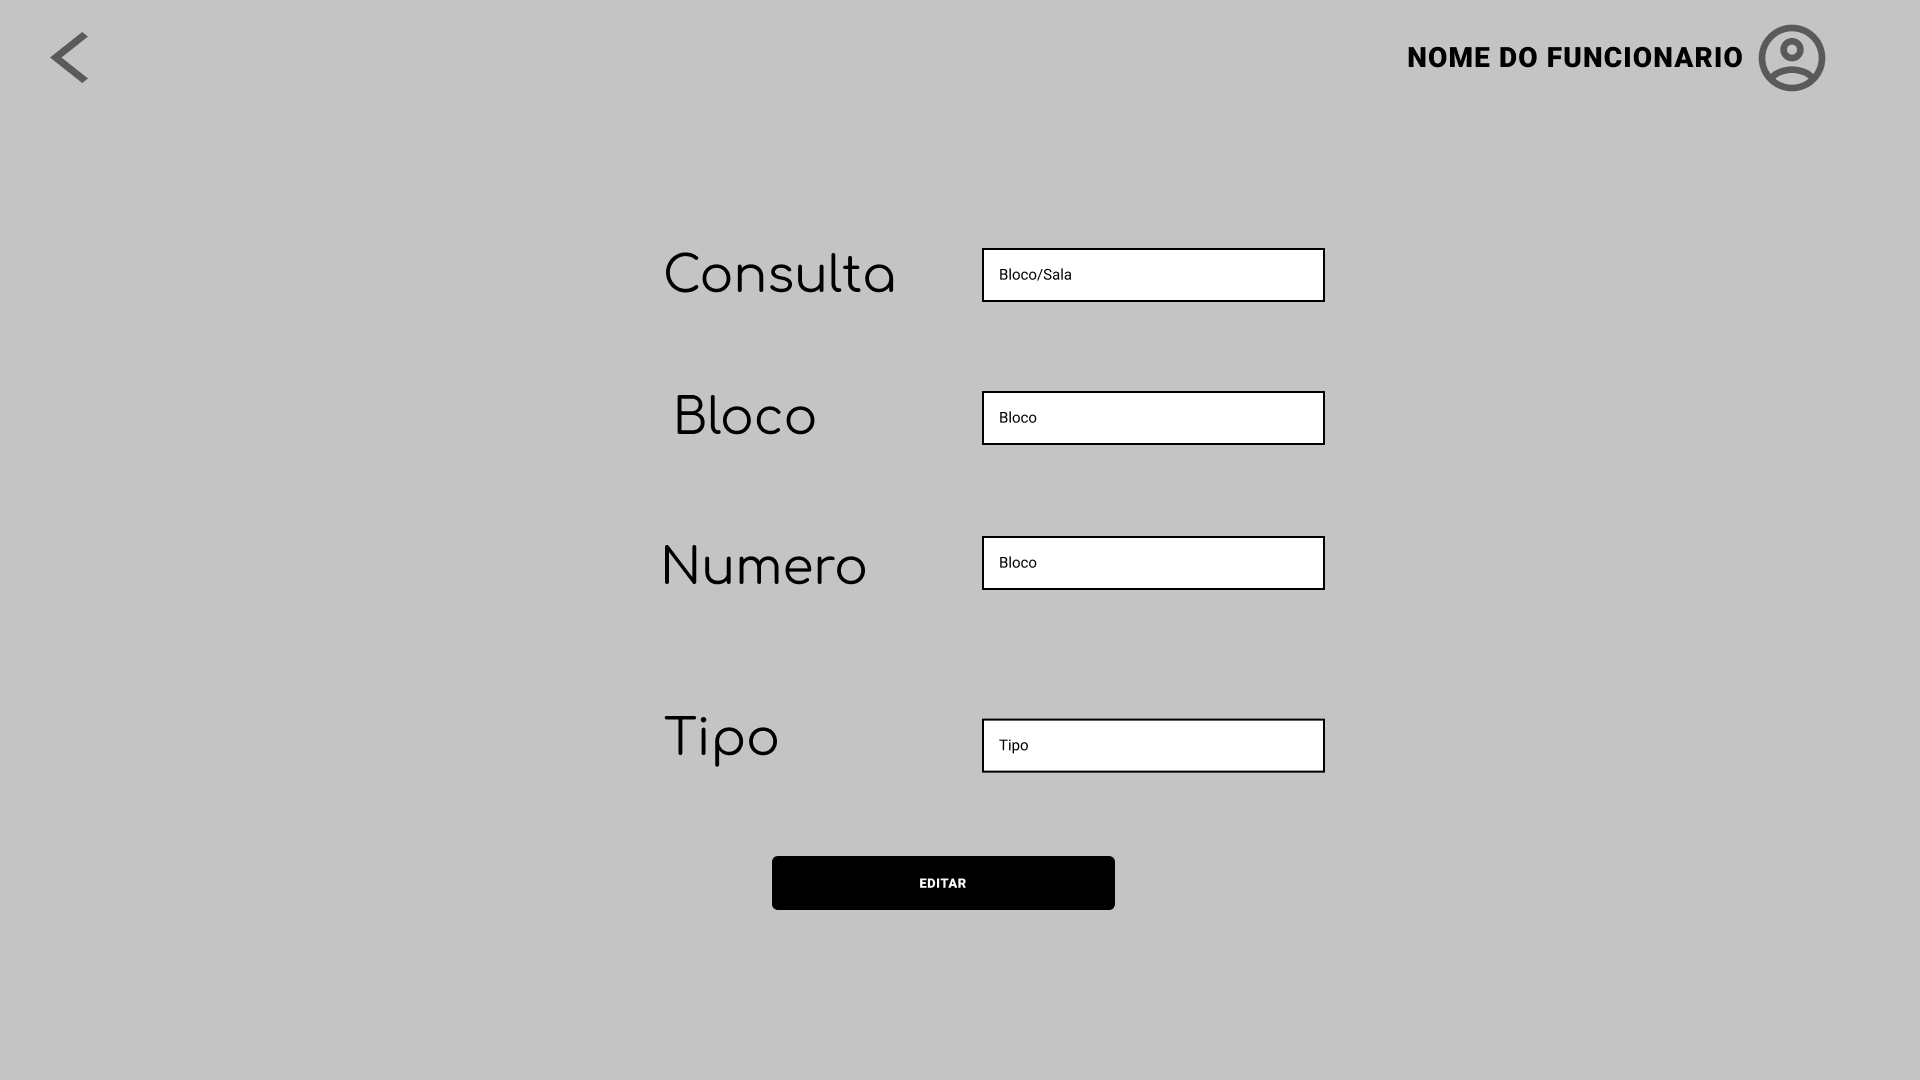 NOME DO FUNCIONARIO
Consulta
Bloco/Sala
Bloco
Bloco
Numero
Bloco
Tipo
Tipo
EDITAR